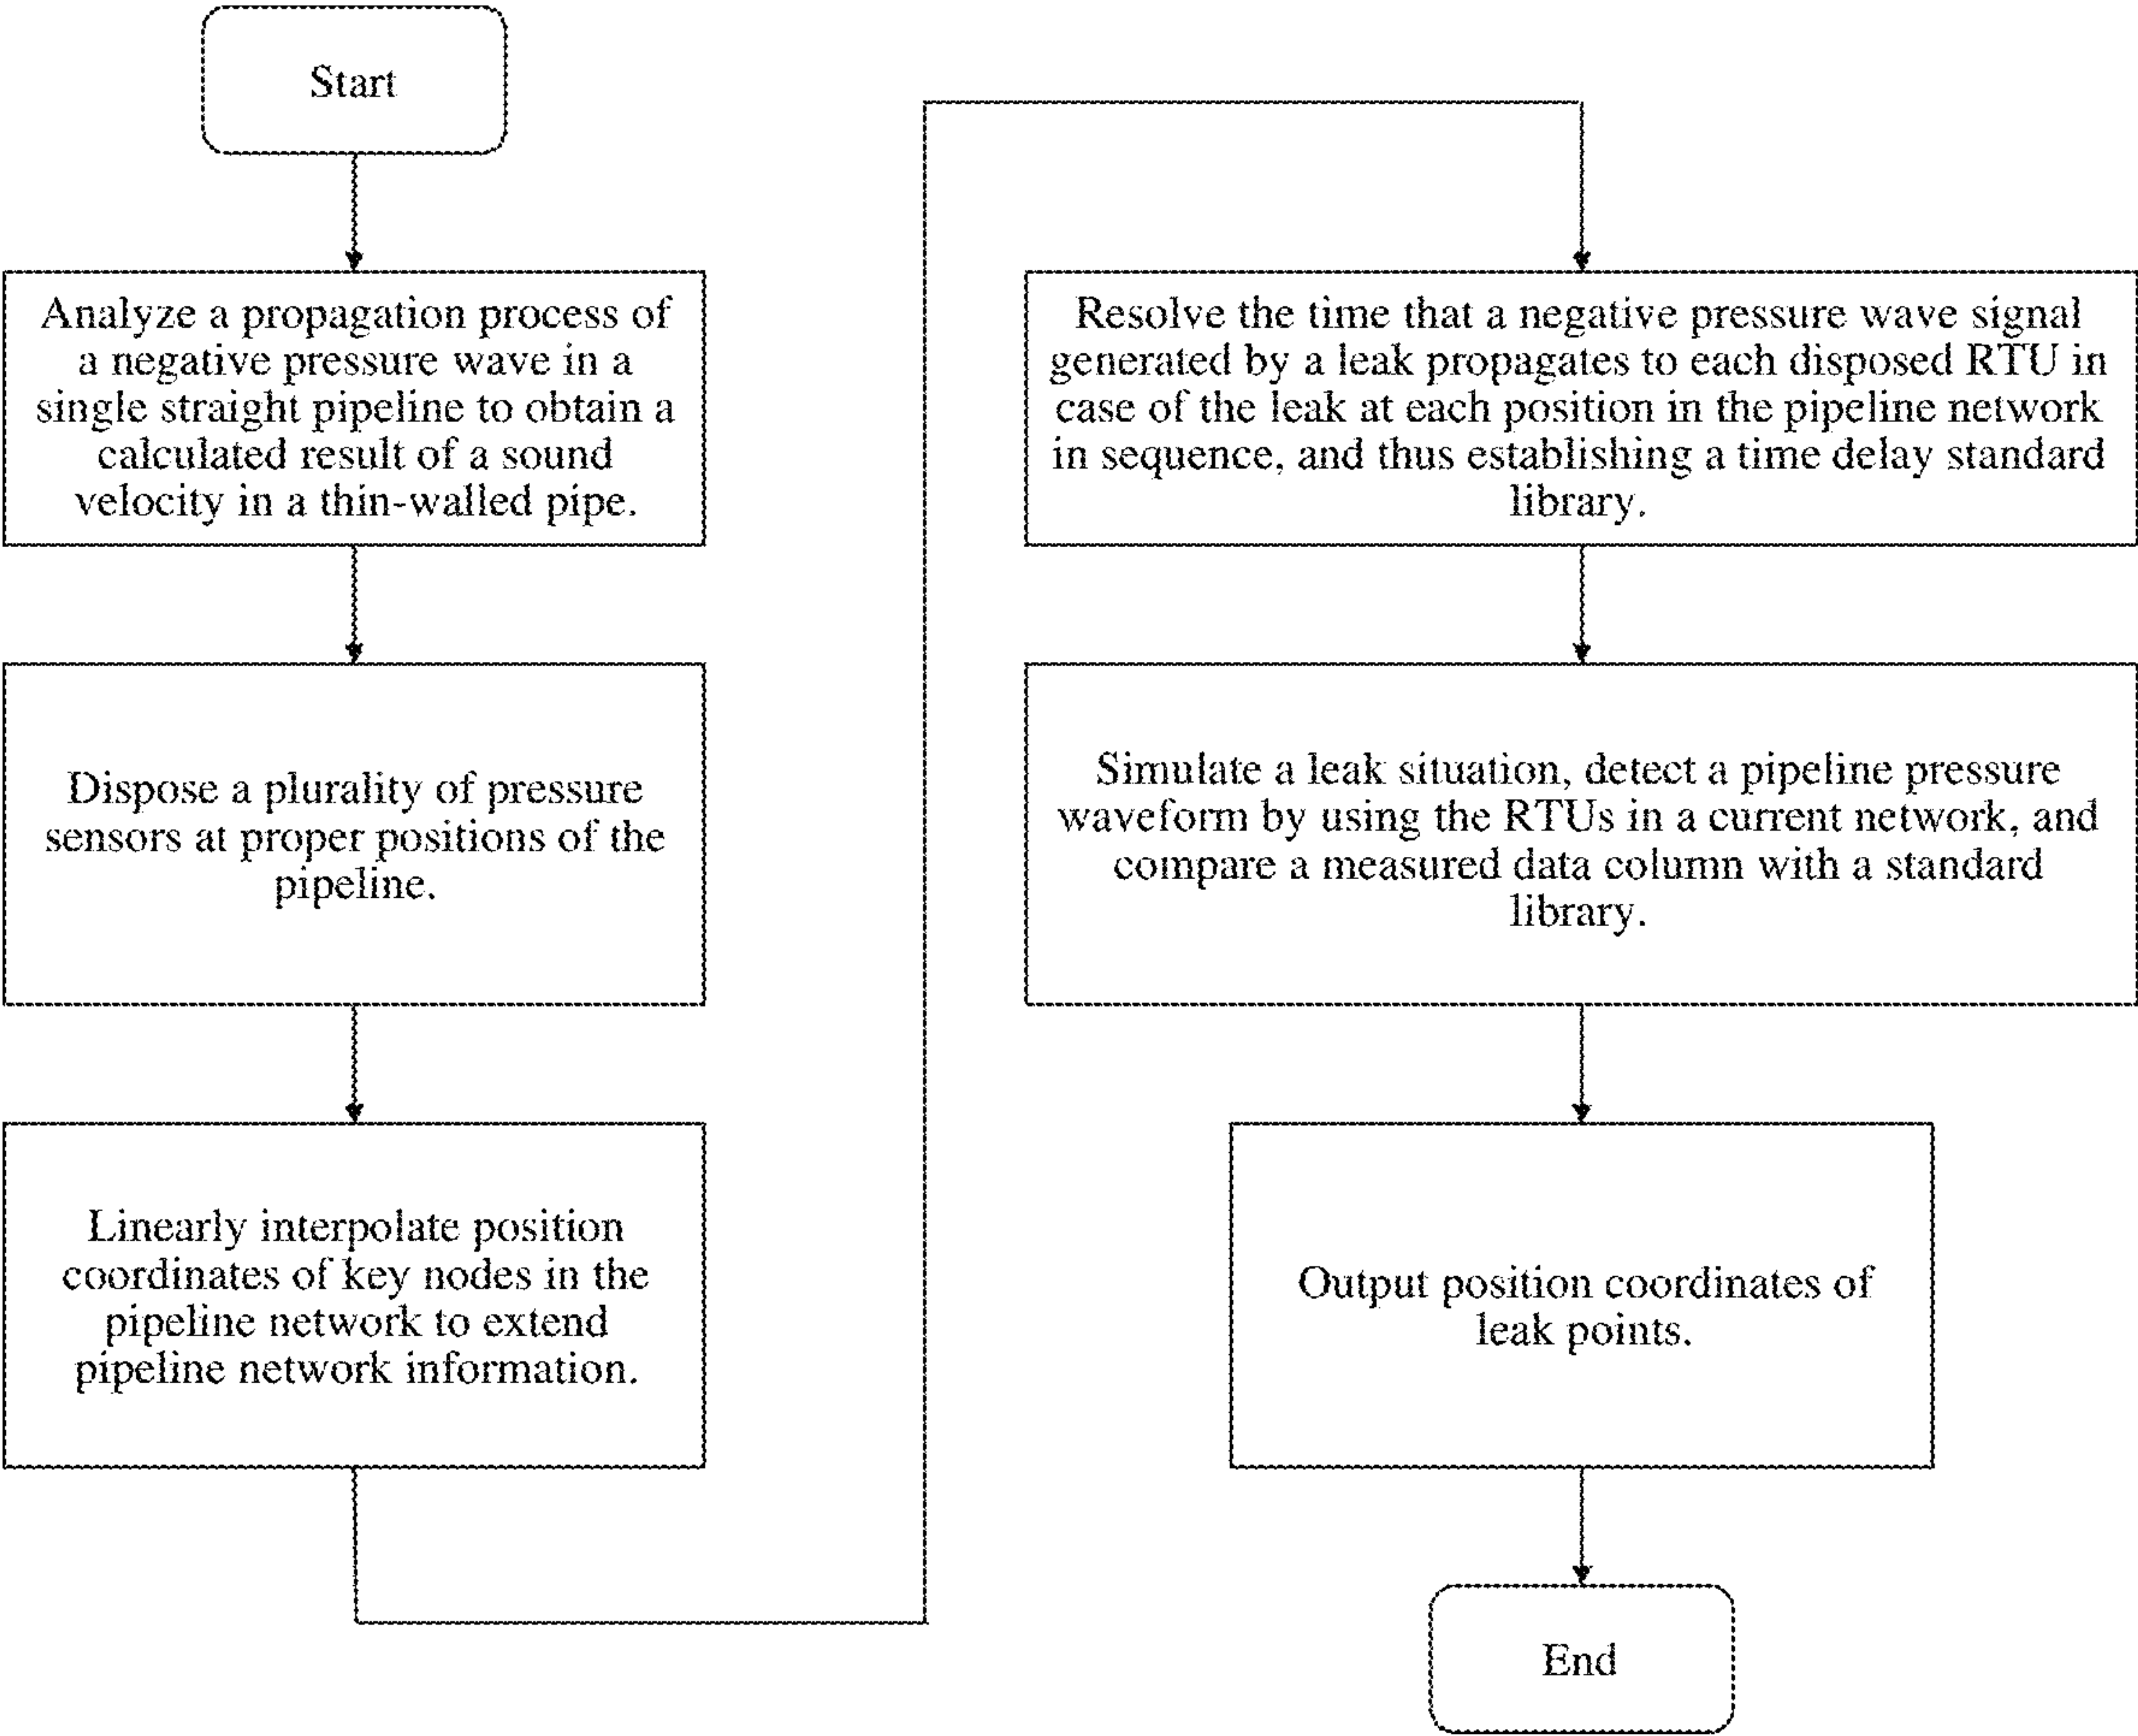 Start
Analyze a propagation process of
a negative pressure wave in a
single straight pipeline to obtain a
calculated result of a sound
velocity in a thin-walled pipe.
Dispose a plurality of pressure
sensors at proper positions of the
pipeline.
Linearly interpolate position
coordinates of key nodes in the
pipeline network to extend
pipeline network information.
Resolve the time that a negative pressure wave signal
generated by a leak propagates to each disposed RTU in
case of the leak at each position in the pipeline network
in sequence, and thus establishing a time delay standard
library.
Simulate a leak situation, detect a pipeline pressure
waveform by using the RTUs in a current network, and
compare a measured data column with a standard
library.
Output position coordinates of
leak points.
End